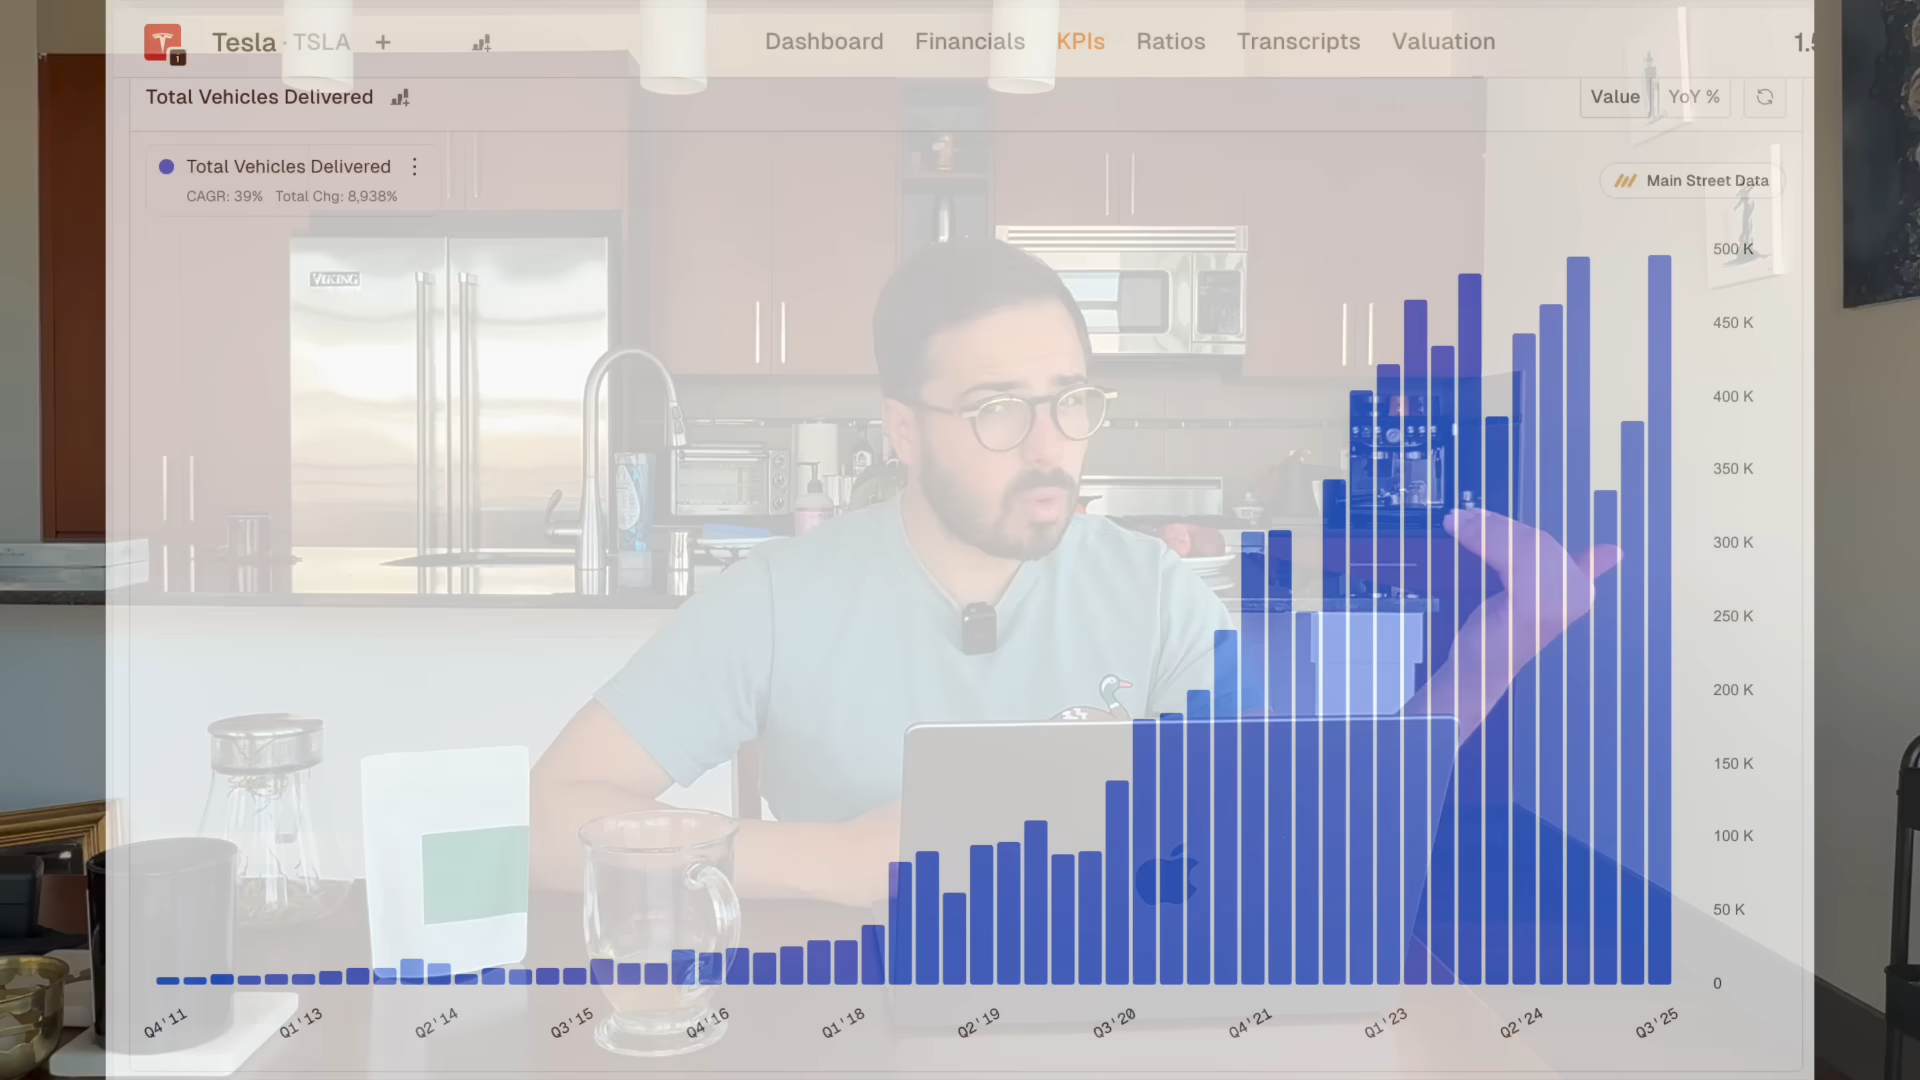 Tesla · TSLA +
Dashboard Financials KPIs Ratios Transcripts Valuation
Total Vehicles Delivered
Value YoY %
Total Vehicles Delivered
CAGR: 39% Total Chg: 8,938%
Main Street Data
VIKING
500 K
450 K
400 K
350 K
300 K
250 K
200 K
150 K
100 K
50 K
0
Q4'11 Q1'13 Q2'14 Q3'15 Q4'16 Q1'18 Q2'19 Q3'20 Q4'21 Q1'23 Q2'24 Q3'25